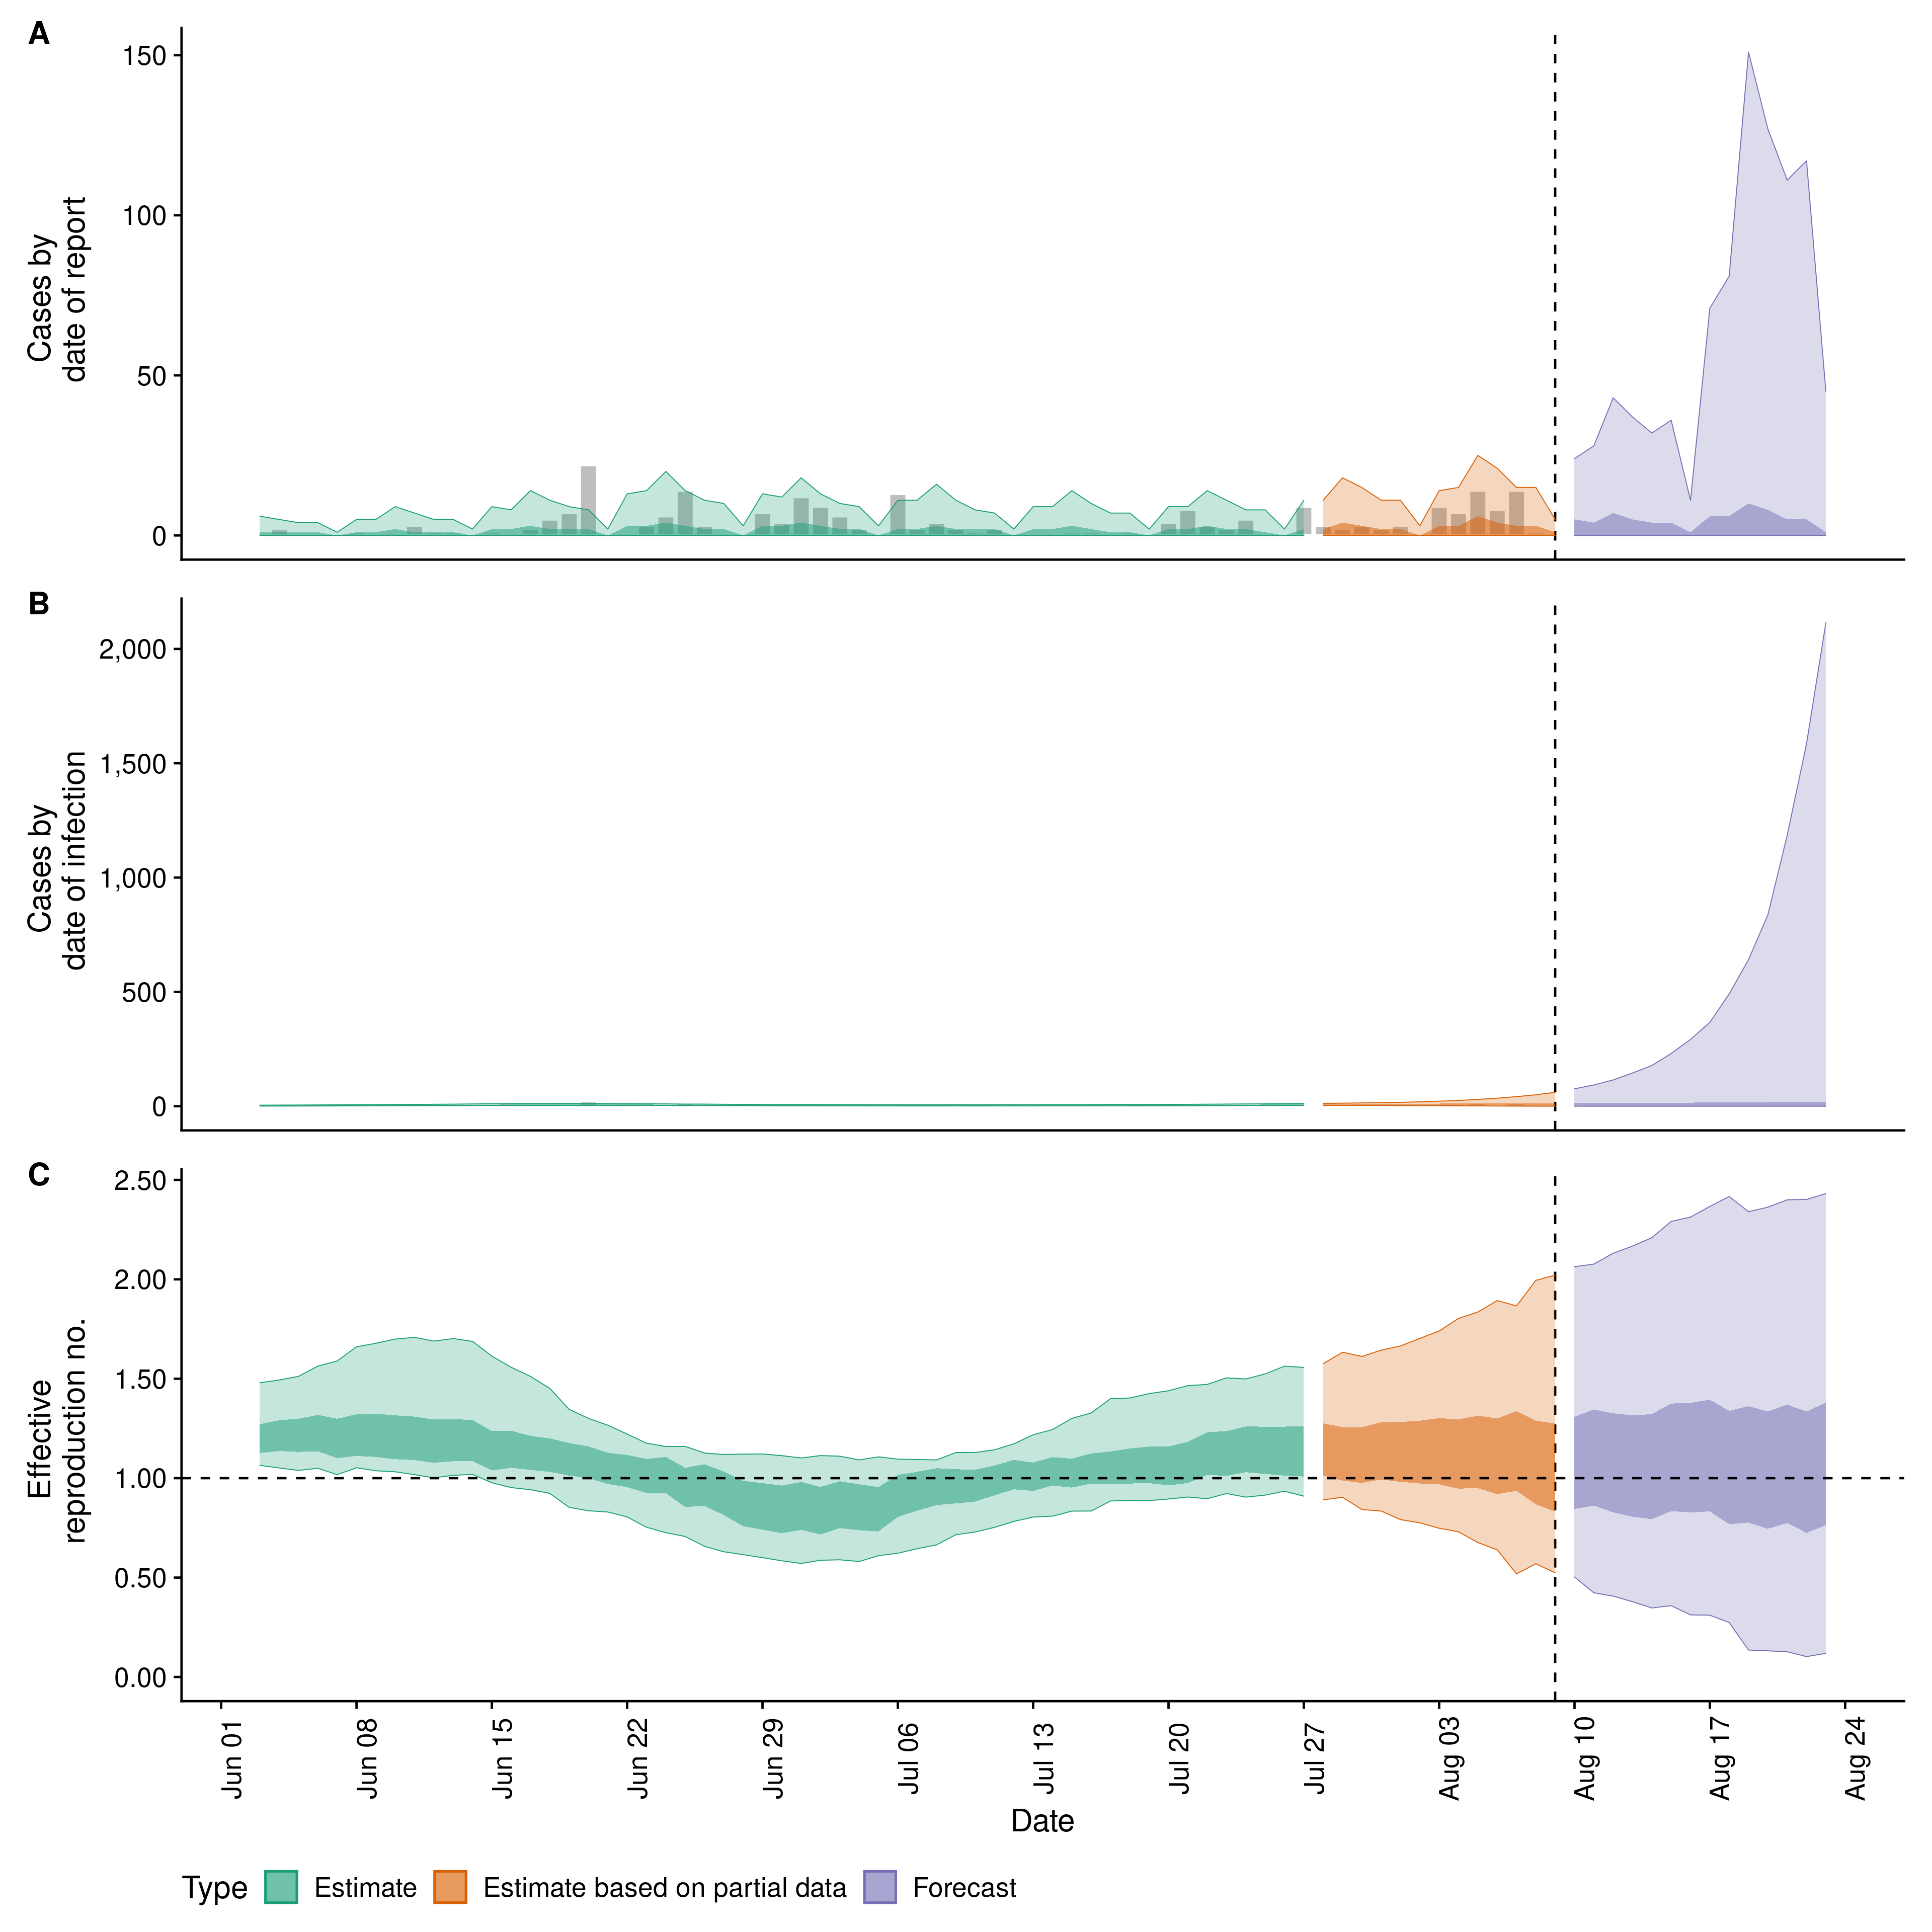 A
Cases by
date of report
150
100
50
0
B
Cases by
date of infection
2,000
1,500
1,000
500
0
C
Effective
reproduction no.
2.50
2.00
1.50
1.00
0.50
0.00
Jun 01
Jun 08
Jun 15
Jun 22
Jun 29
Jul 06
Jul 13
Jul 20
Jul 27
Aug 03
Aug 10
Aug 17
Aug 24
Date
Type Estimate Estimate based on partial data Forecast